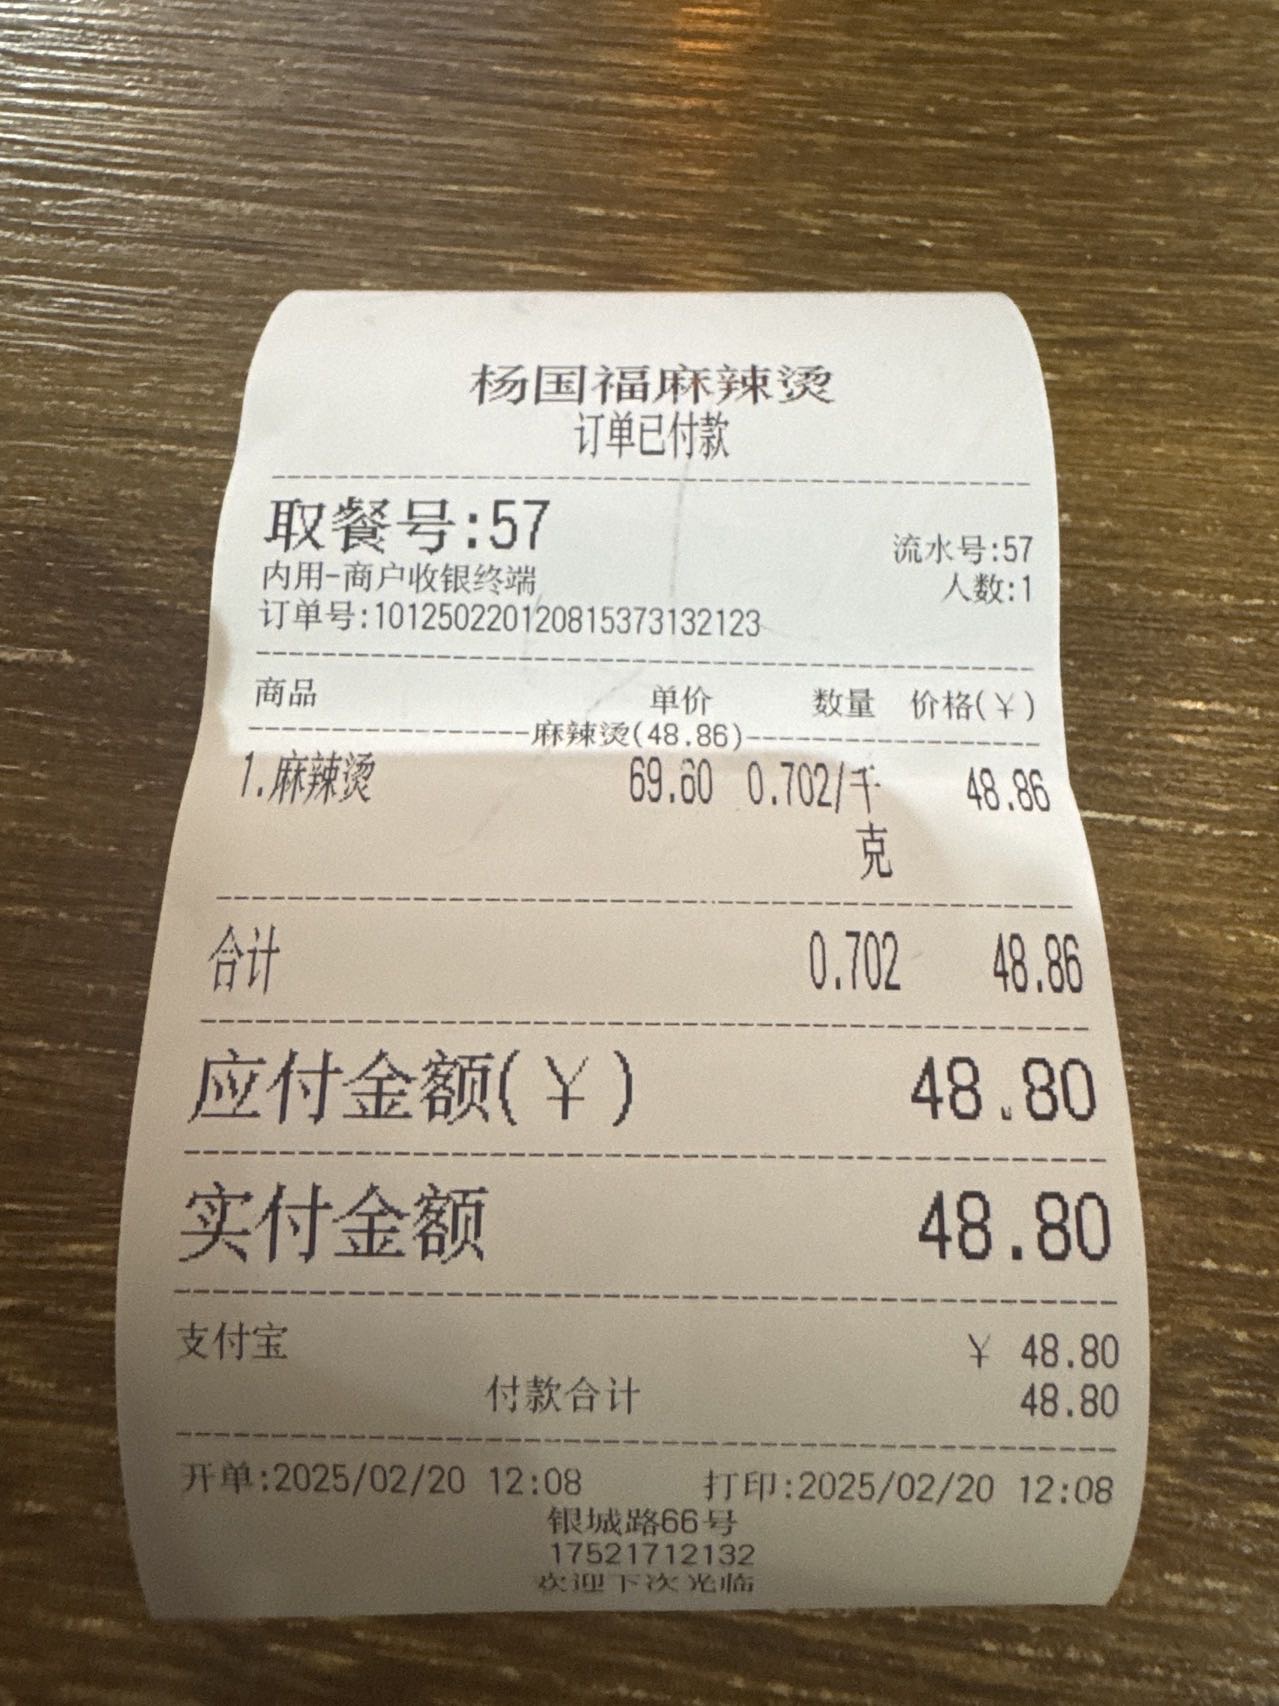 杨国福麻辣烫
订单已付款
取餐号:57
流水号:57
内用-商户收银终端
人数:1
订单号:101250220120815373132123
商品 单价 数量 价格(¥)
麻辣烫(48.86)
1.麻辣烫 69.60 0.702/千克 48.86
合计 0.702 48.86
应付金额(¥) 48.80
实付金额 48.80
支付宝 ¥ 48.80
付款合计 48.80
开单:2025/02/20 12:08 打印:2025/02/20 12:08
银城路66号
17521712132
欢迎下次光临